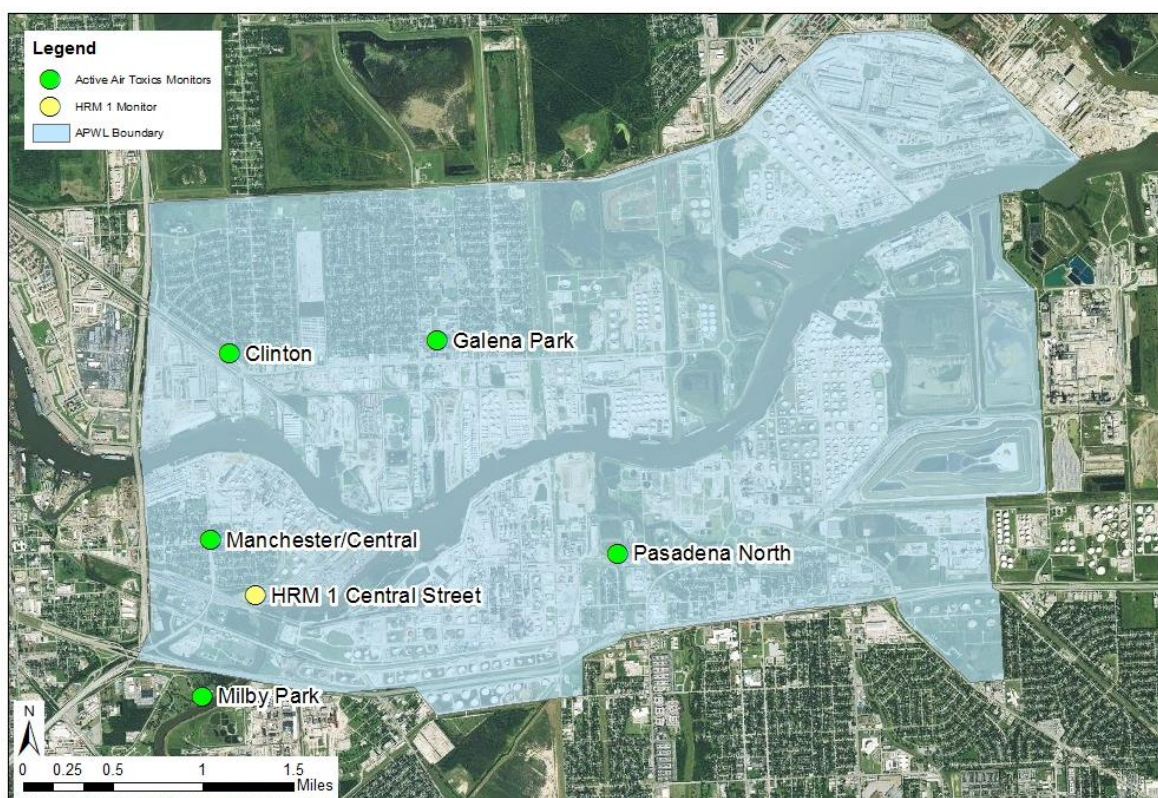 Legend
Active Air Toxics Monitors
HRM 1 Monitor
APWL Boundary
Galena Park
Clinton
Manchester/Central
Pasadena North
HRM 1 Central Street
Milby Park
N
0 0.25 0.5 1 1.5
Miles